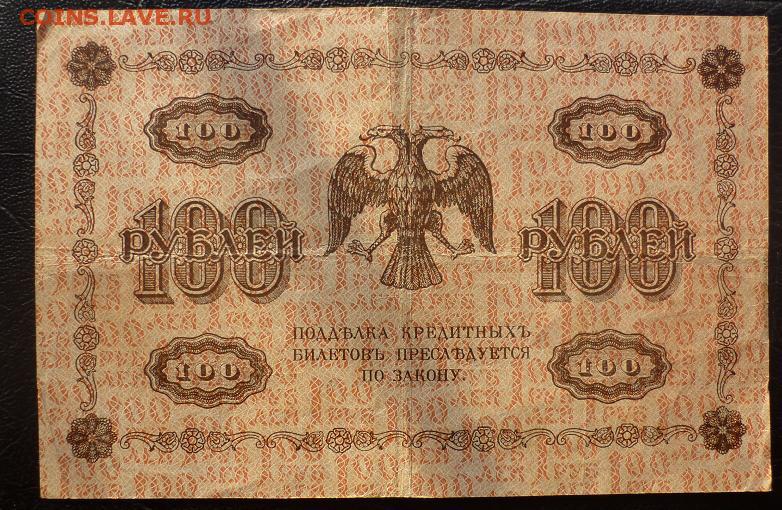 COINS.LAVE.RU
100 100
100 РУБЛЕЙ 100 РУБЛЕЙ
ПОДДѢЛКА КРЕДИТНЫХЪ
БИЛЕТОВЪ ПРЕСЛѢДУЕТСЯ
ПО ЗАКОНУ.
100 100